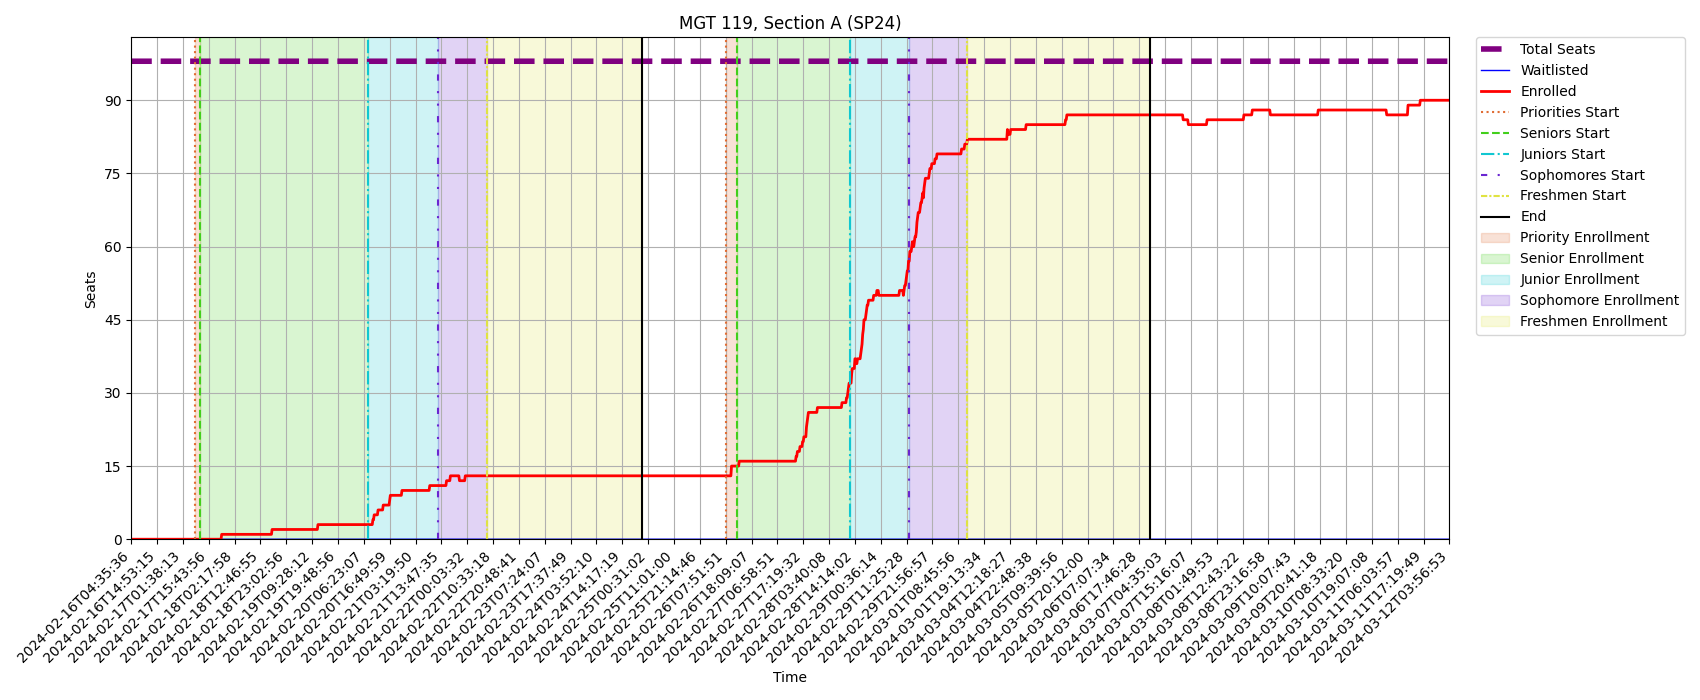 MGT 119, Section A (SP24)
Total Seats
Waitlisted
Enrolled
Priorities Start
Seniors Start
Juniors Start
Sophomores Start
Freshmen Start
End
Priority Enrollment
Senior Enrollment
Junior Enrollment
Sophomore Enrollment
Freshmen Enrollment
Seats
90
75
60
45
30
15
0
2024-02-16T04:35:36
2024-02-16T14:53:15
2024-02-17T01:38:13
2024-02-17T15:43:56
2024-02-18T02:17:58
2024-02-18T12:46:55
2024-02-18T23:02:56
2024-02-19T09:28:12
2024-02-19T19:48:56
2024-02-20T06:23:07
2024-02-20T16:49:59
2024-02-21T03:19:50
2024-02-21T13:47:35
2024-02-22T00:03:32
2024-02-22T10:33:18
2024-02-22T20:48:41
2024-02-23T07:24:07
2024-02-23T17:37:49
2024-02-24T03:52:10
2024-02-24T14:17:19
2024-02-25T00:31:02
2024-02-25T11:01:00
2024-02-25T21:14:46
2024-02-26T07:51:51
2024-02-26T18:09:07
2024-02-27T06:58:51
2024-02-27T17:19:32
2024-02-28T03:40:08
2024-02-28T14:14:02
2024-02-29T00:36:14
2024-02-29T11:25:28
2024-02-29T21:56:57
2024-03-01T08:45:56
2024-03-01T19:13:34
2024-03-04T12:18:27
2024-03-04T22:48:38
2024-03-05T09:39:56
2024-03-05T20:12:00
2024-03-06T07:07:34
2024-03-06T17:46:28
2024-03-07T04:35:03
2024-03-07T15:16:07
2024-03-08T01:49:53
2024-03-08T12:43:22
2024-03-08T23:16:58
2024-03-09T10:07:43
2024-03-09T20:41:18
2024-03-10T08:33:20
2024-03-10T19:07:08
2024-03-11T06:03:57
2024-03-11T17:19:49
2024-03-12T03:56:53
Time